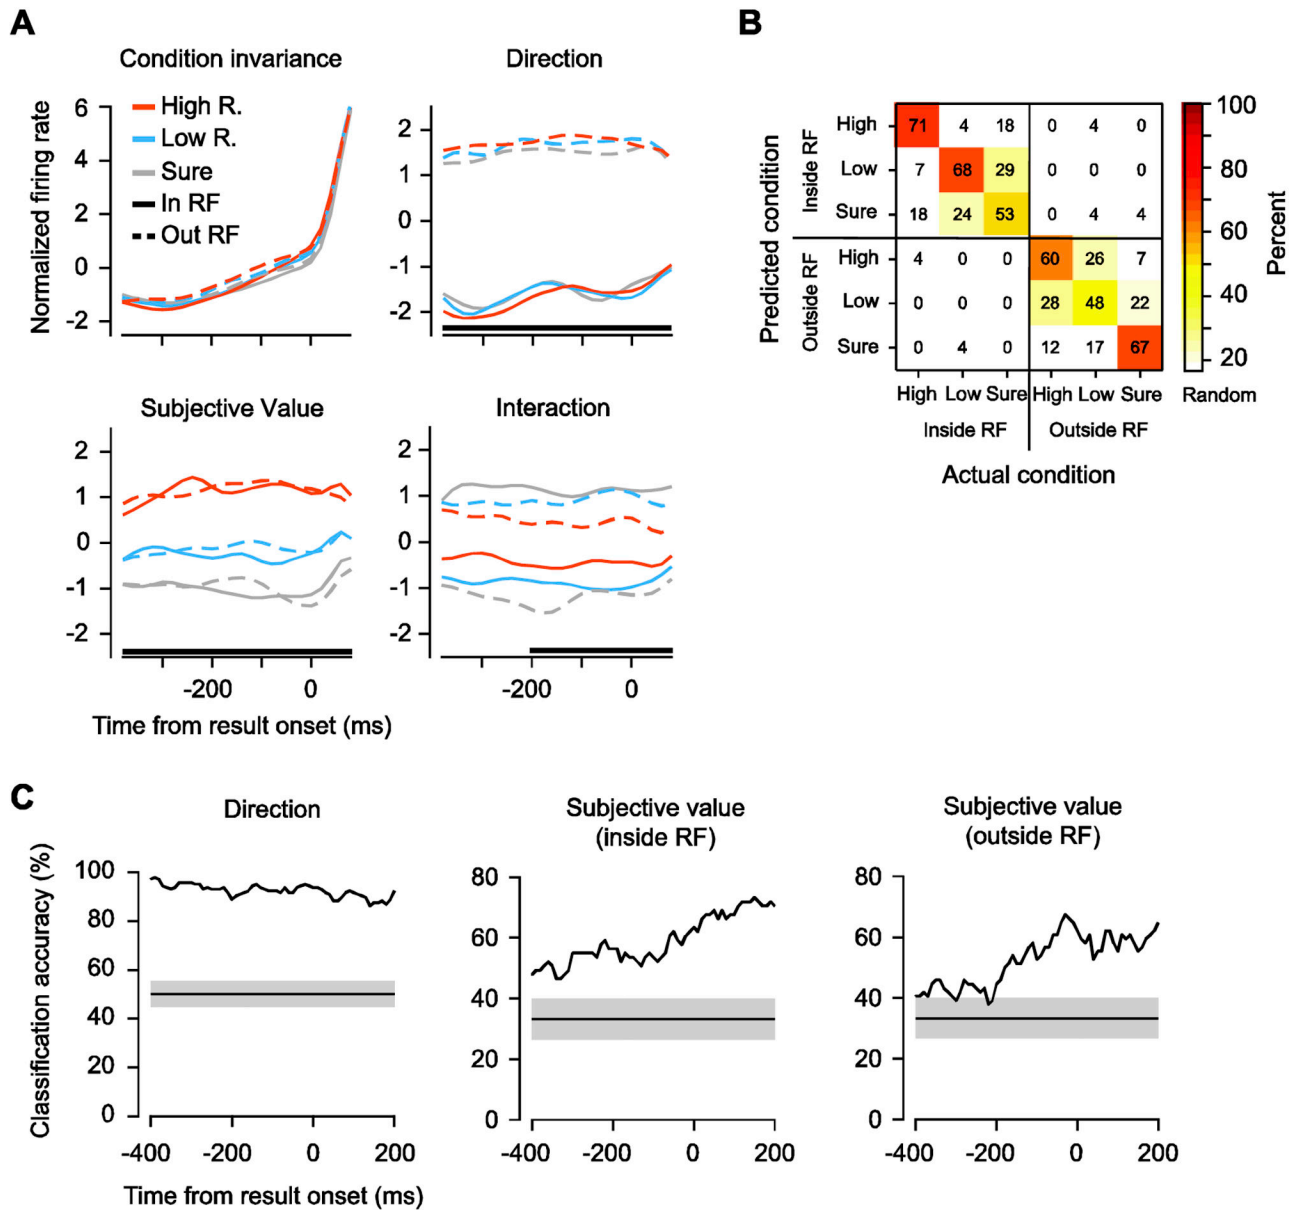 A
Condition invariance
Direction
Normalized firing rate
6
4
2
0
-2
High R.
Low R.
Sure
In RF
Out RF
2
1
0
-1
-2
Subjective Value
Interaction
2
1
0
-1
-2
-200
0
2
1
0
-1
-2
-200
0
Time from result onset (ms)
B
Predicted condition
Inside RF
Outside RF
High 71 4 18 0 4 0
Low 7 68 29 0 0 0
Sure 18 24 53 0 4 4
High 4 0 0 60 26 7
Low 0 0 0 28 48 22
Sure 0 4 0 12 17 67
High Low Sure High Low Sure
Inside RF Outside RF
Actual condition
100
80
60
40
20
Percent
Random
C
Direction
Classification accuracy (%)
100
80
60
40
20
0
-400 -200 0 200
Time from result onset (ms)
Subjective value
(inside RF)
80
60
40
20
0
-400 -200 0 200
Subjective value
(outside RF)
80
60
40
20
0
-400 -200 0 200